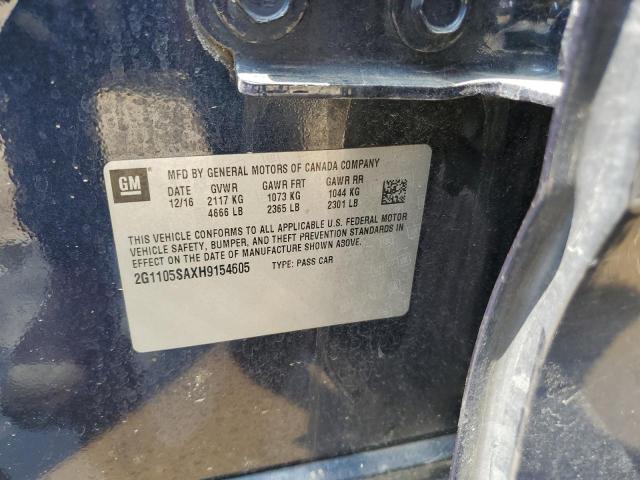 GM
MFD BY GENERAL MOTORS OF CANADA COMPANY
DATE GVWR GAWR FRT GAWR RR
12/16 2117 KG 1073 KG 1044 KG
4666 LB 2365 LB 2301 LB
THIS VEHICLE CONFORMS TO ALL APPLICABLE U.S. FEDERAL MOTOR
VEHICLE SAFETY, BUMPER, AND THEFT PREVENTION STANDARDS IN
EFFECT ON THE DATE OF MANUFACTURE SHOWN ABOVE.
2G1105SAXH9154605 TYPE: PASS CAR